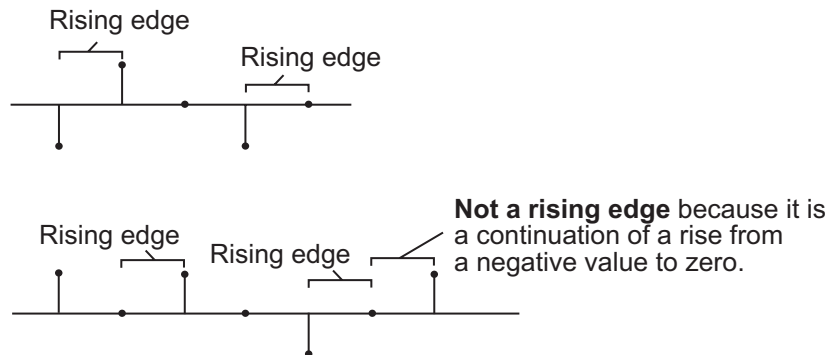 Rising edge
Rising edge
Not a rising edge because it is
a continuation of a rise from
a negative value to zero.
Rising edge
Rising edge